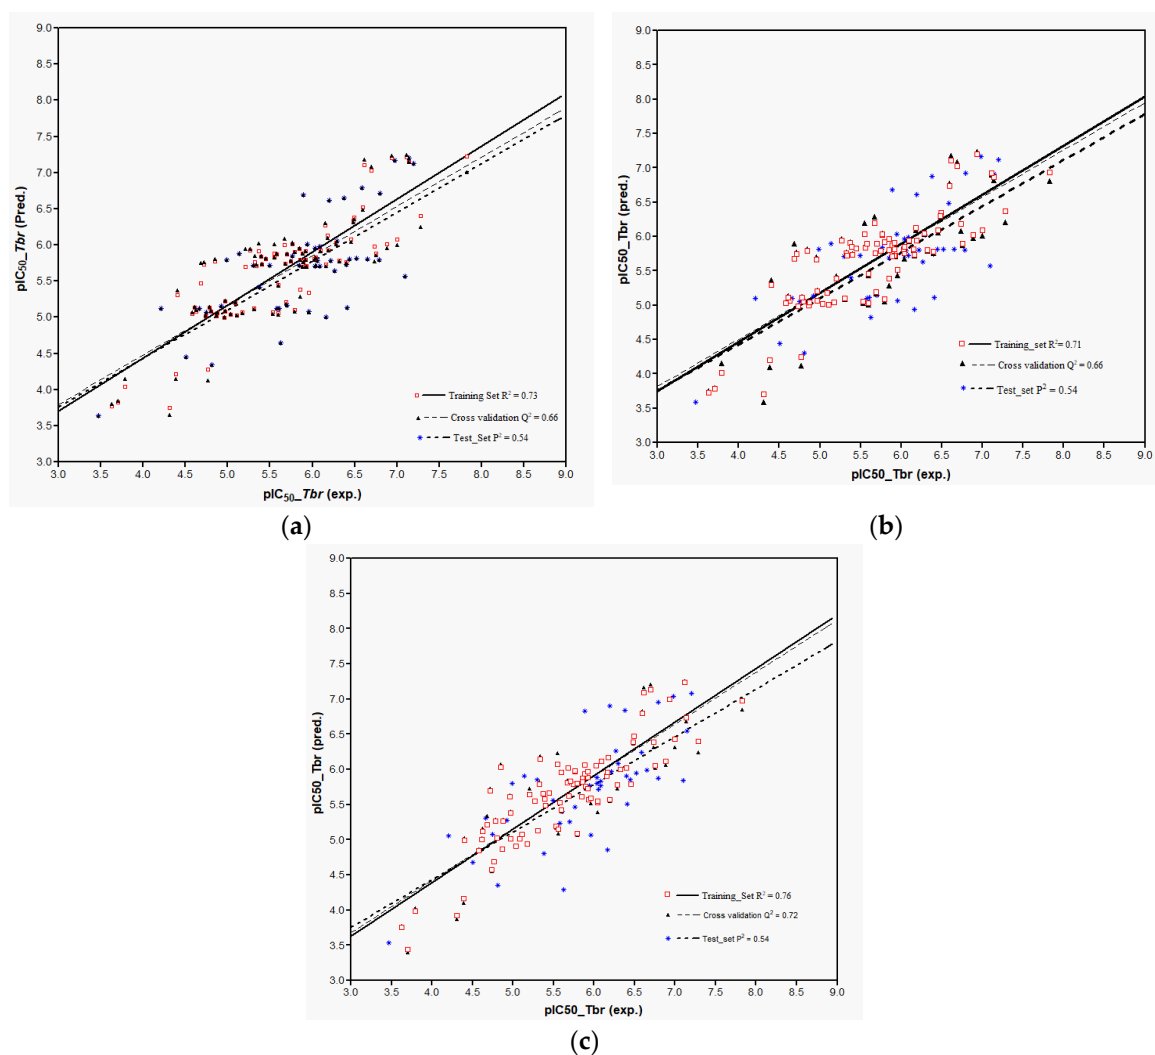 9.0
8.5
8.0
7.5
7.0
6.5
6.0
5.5
5.0
4.5
4.0
3.5
3.0
pIC50_Tbr (Pred.)
3.0 3.5 4.0 4.5 5.0 5.5 6.0 6.5 7.0 7.5 8.0 8.5 9.0
pIC50_Tbr (exp.)
Training Set R² = 0.73
Cross validation Q² = 0.66
Test_Set P² = 0.54
(a)
9.0
8.5
8.0
7.5
7.0
6.5
6.0
5.5
5.0
4.5
4.0
3.5
3.0
pIC50_Tbr (pred.)
3.0 3.5 4.0 4.5 5.0 5.5 6.0 6.5 7.0 7.5 8.0 8.5 9.0
pIC50_Tbr (exp.)
Training_set R²= 0.71
Cross validation Q² = 0.66
Test_set P² = 0.54
(b)
9.0
8.5
8.0
7.5
7.0
6.5
6.0
5.5
5.0
4.5
4.0
3.5
3.0
pIC50_Tbr (pred.)
3.0 3.5 4.0 4.5 5.0 5.5 6.0 6.5 7.0 7.5 8.0 8.5 9.0
pIC50_Tbr (exp.)
Training_Set R² = 0.76
Cross validation Q² = 0.72
Test_set P² = 0.54
(c)